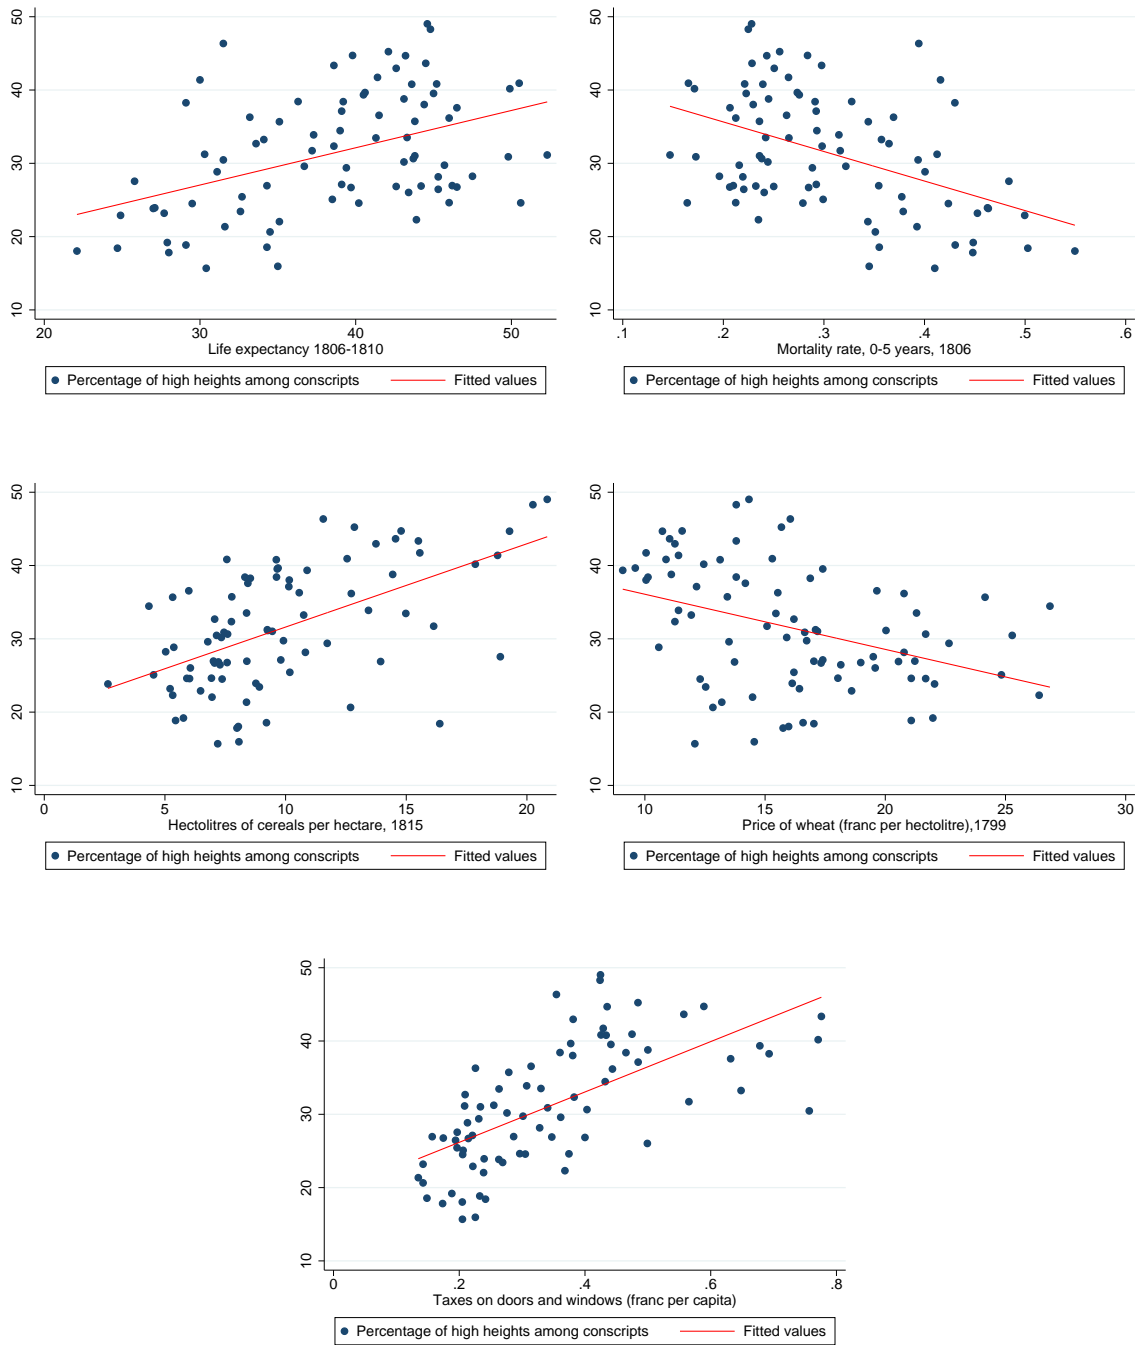 50
40
30
20
10
20 30 40 50
Life expectancy 1806-1810
Percentage of high heights among conscripts Fitted values
50
40
30
20
10
.1 .2 .3 .4 .5 .6
Mortality rate, 0-5 years, 1806
Percentage of high heights among conscripts Fitted values
50
40
30
20
10
0 5 10 15 20
Hectolitres of cereals per hectare, 1815
Percentage of high heights among conscripts Fitted values
50
40
30
20
10
10 15 20 25 30
Price of wheat (franc per hectolitre),1799
Percentage of high heights among conscripts Fitted values
50
40
30
20
10
0 .2 .4 .6 .8
Taxes on doors and windows (franc per capita)
Percentage of high heights among conscripts Fitted values